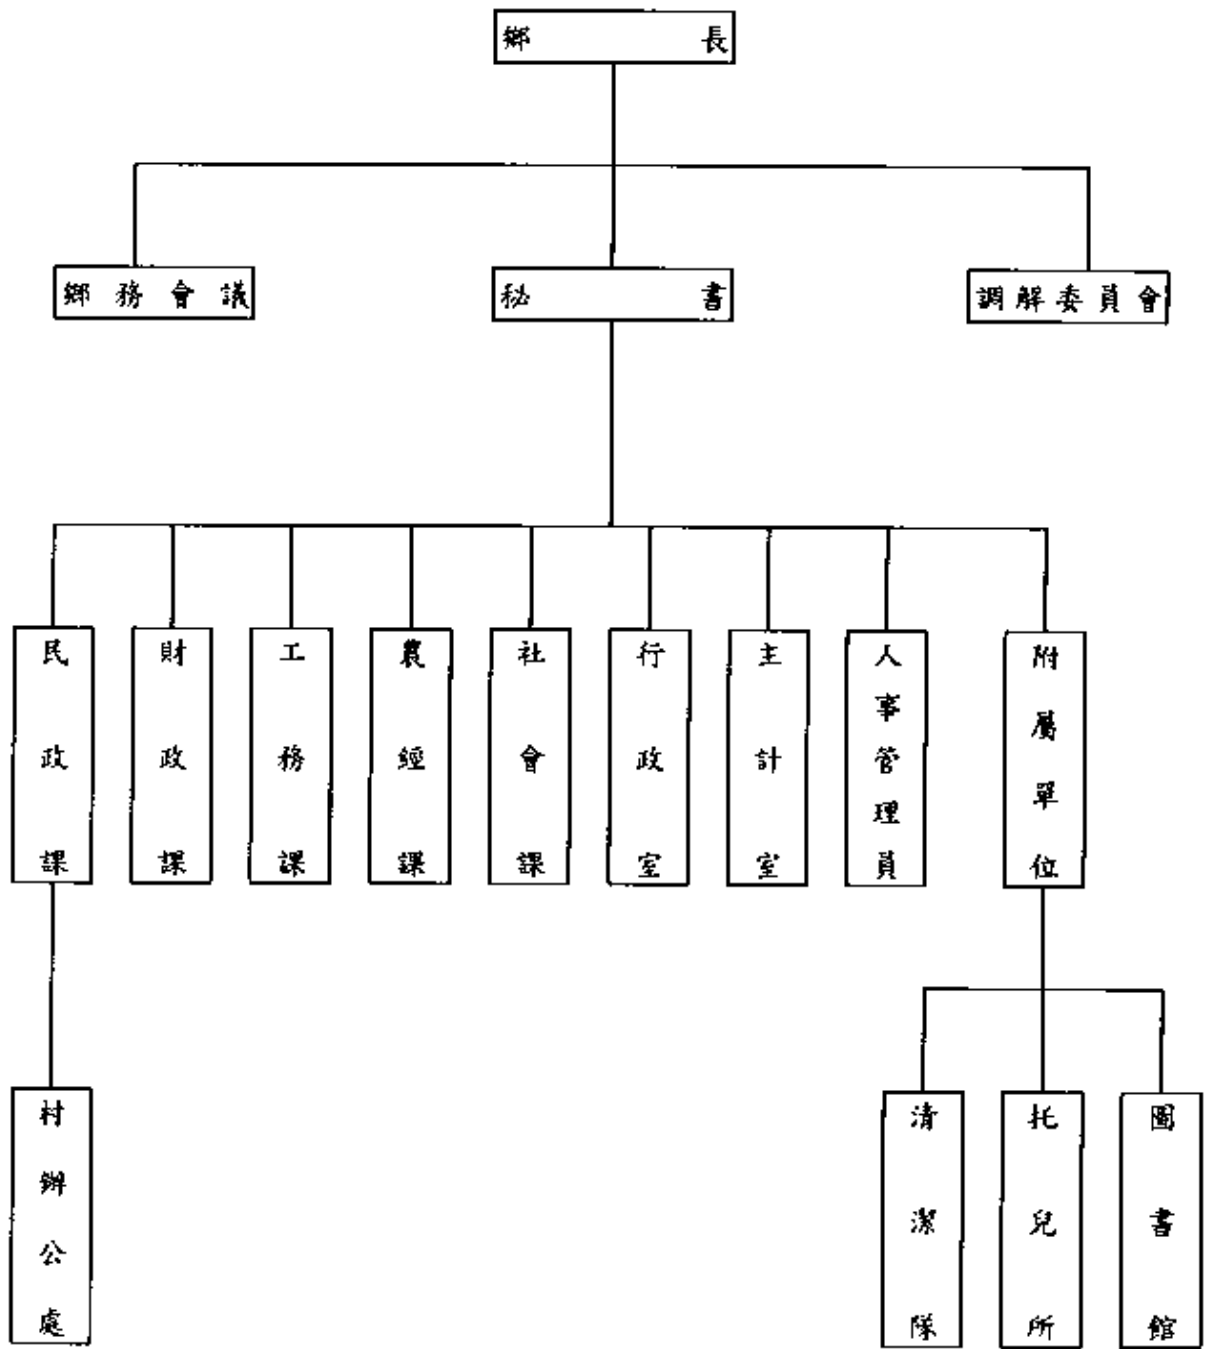 鄉長
鄉務會議
秘書
調解委員會
民政課
財政課
工務課
農經課
社會課
行政室
主計室
人事管理員
附屬單位
村辦公處
清潔隊
托兒所
圖書館